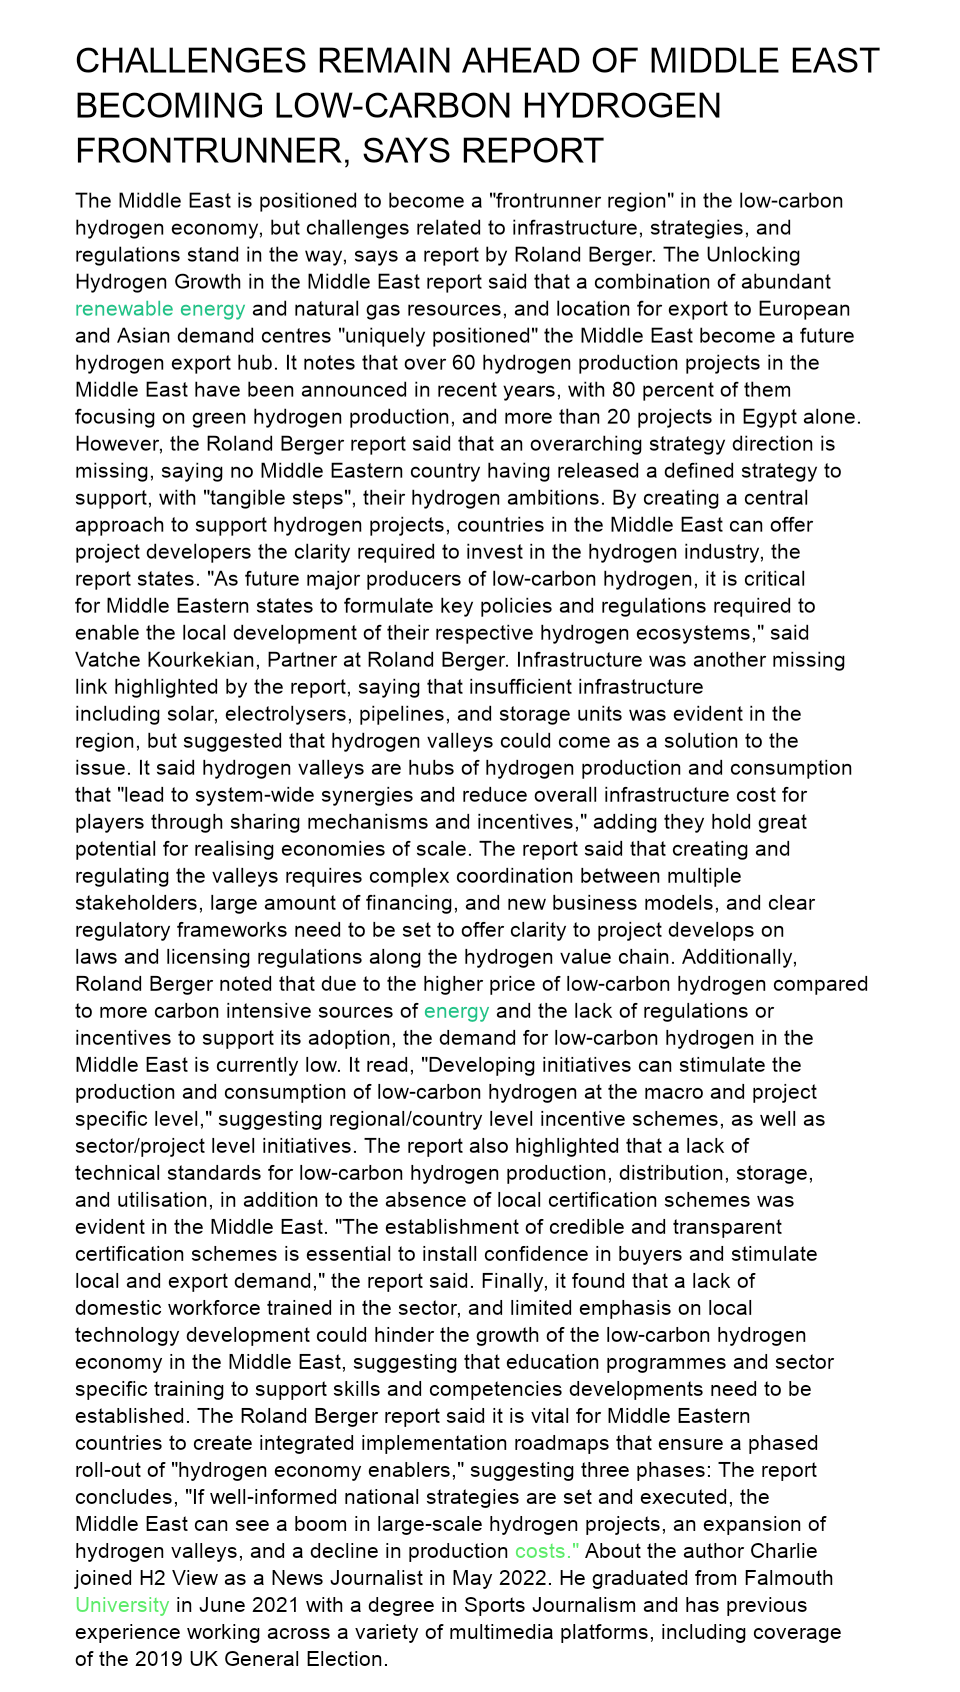 CHALLENGES REMAIN AHEAD OF MIDDLE EAST
BECOMING LOW-CARBON HYDROGEN
FRONTRUNNER, SAYS REPORT
The Middle East is positioned to become a "frontrunner region" in the low-carbon
hydrogen economy, but challenges related to infrastructure, strategies, and
regulations stand in the way, says a report by Roland Berger. The Unlocking
Hydrogen Growth in the Middle East report said that a combination of abundant
renewable energy and natural gas resources, and location for export to European
and Asian demand centres "uniquely positioned" the Middle East become a future
hydrogen export hub. It notes that over 60 hydrogen production projects in the
Middle East have been announced in recent years, with 80 percent of them
focusing on green hydrogen production, and more than 20 projects in Egypt alone.
However, the Roland Berger report said that an overarching strategy direction is
missing, saying no Middle Eastern country having released a defined strategy to
support, with "tangible steps", their hydrogen ambitions. By creating a central
approach to support hydrogen projects, countries in the Middle East can offer
project developers the clarity required to invest in the hydrogen industry, the
report states. "As future major producers of low-carbon hydrogen, it is critical
for Middle Eastern states to formulate key policies and regulations required to
enable the local development of their respective hydrogen ecosystems," said
Vatche Kourkekian, Partner at Roland Berger. Infrastructure was another missing
link highlighted by the report, saying that insufficient infrastructure
including solar, electrolysers, pipelines, and storage units was evident in the
region, but suggested that hydrogen valleys could come as a solution to the
issue. It said hydrogen valleys are hubs of hydrogen production and consumption
that "lead to system-wide synergies and reduce overall infrastructure cost for
players through sharing mechanisms and incentives," adding they hold great
potential for realising economies of scale. The report said that creating and
regulating the valleys requires complex coordination between multiple
stakeholders, large amount of financing, and new business models, and clear
regulatory frameworks need to be set to offer clarity to project develops on
laws and licensing regulations along the hydrogen value chain. Additionally,
Roland Berger noted that due to the higher price of low-carbon hydrogen compared
to more carbon intensive sources of energy and the lack of regulations or
incentives to support its adoption, the demand for low-carbon hydrogen in the
Middle East is currently low. It read, "Developing initiatives can stimulate the
production and consumption of low-carbon hydrogen at the macro and project
specific level," suggesting regional/country level incentive schemes, as well as
sector/project level initiatives. The report also highlighted that a lack of
technical standards for low-carbon hydrogen production, distribution, storage,
and utilisation, in addition to the absence of local certification schemes was
evident in the Middle East. "The establishment of credible and transparent
certification schemes is essential to install confidence in buyers and stimulate
local and export demand," the report said. Finally, it found that a lack of
domestic workforce trained in the sector, and limited emphasis on local
technology development could hinder the growth of the low-carbon hydrogen
economy in the Middle East, suggesting that education programmes and sector
specific training to support skills and competencies developments need to be
established. The Roland Berger report said it is vital for Middle Eastern
countries to create integrated implementation roadmaps that ensure a phased
roll-out of "hydrogen economy enablers," suggesting three phases: The report
concludes, "If well-informed national strategies are set and executed, the
Middle East can see a boom in large-scale hydrogen projects, an expansion of
hydrogen valleys, and a decline in production costs." About the author Charlie
joined H2 View as a News Journalist in May 2022. He graduated from Falmouth
University in June 2021 with a degree in Sports Journalism and has previous
experience working across a variety of multimedia platforms, including coverage
of the 2019 UK General Election.